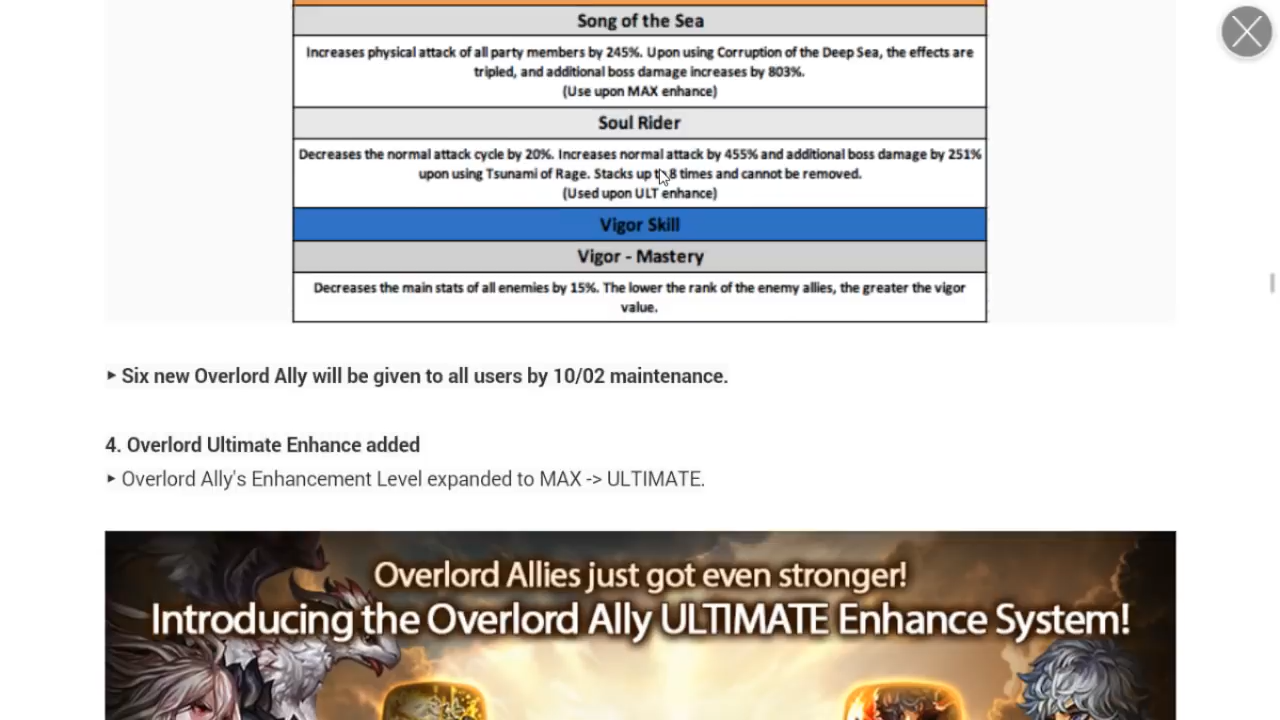 Song of the Sea
Increases physical attack of all party members by 245%. Upon using Corruption of the Deep Sea, the effects are
tripled, and additional boss damage increases by 803%.
(Use upon MAX enhance)
Soul Rider
Decreases the normal attack cycle by 20%. Increases normal attack by 455% and additional boss damage by 251%
upon using Tsunami of Rage. Stacks up to 8 times and cannot be removed.
(Used upon ULT enhance)
Vigor Skill
Vigor - Mastery
Decreases the main stats of all enemies by 15%. The lower the rank of the enemy allies, the greater the vigor
value.
▸ Six new Overlord Ally will be given to all users by 10/02 maintenance.
4. Overlord Ultimate Enhance added
▸ Overlord Ally's Enhancement Level expanded to MAX -> ULTIMATE.
Overlord Allies just got even stronger!
Introducing the Overlord Ally ULTIMATE Enhance System!